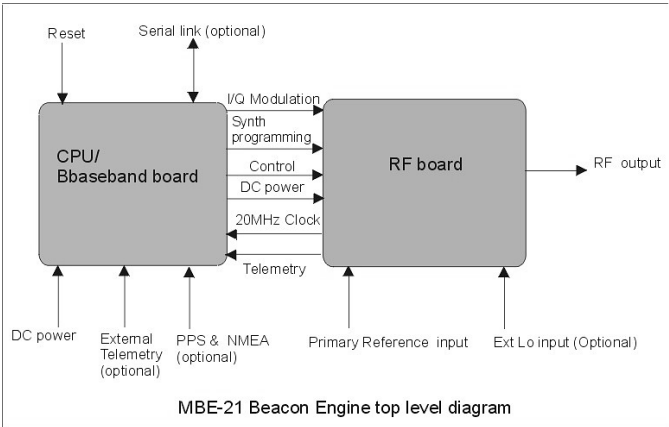 Reset
Serial link (optional)
I/Q Modulation
Synth
programming
CPU/
Bbaseband board
Control
RF board
RF output
DC power
20MHz Clock
Telemetry
DC power
External
Telemetry
(optional)
PPS & NMEA
(optional)
Primary Reference input
Ext Lo input (Optional)
MBE-21 Beacon Engine top level diagram